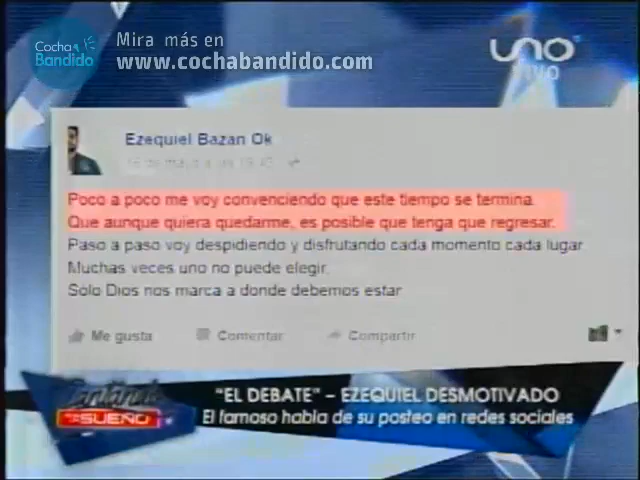 Cocha
Bandido
Mira más en
www.cochabandido.com
UNO
VIVO
Ezequiel Bazan Ok
Poco a poco me voy convenciendo que este tiempo se termina.
Que aunque quiera quedarme, es posible que tenga que regresar.
Paso a paso voy despidiendo y disfrutando cada momento cada lugar
Muchas veces uno no puede elegir.
Solo Dios nos marca a donde debemos estar
Me gusta
Comentar
Compartir
SUEÑO
"EL DEBATE" – EZEQUIEL DESMOTIVADO
El famoso habla de su posteo en redes sociales